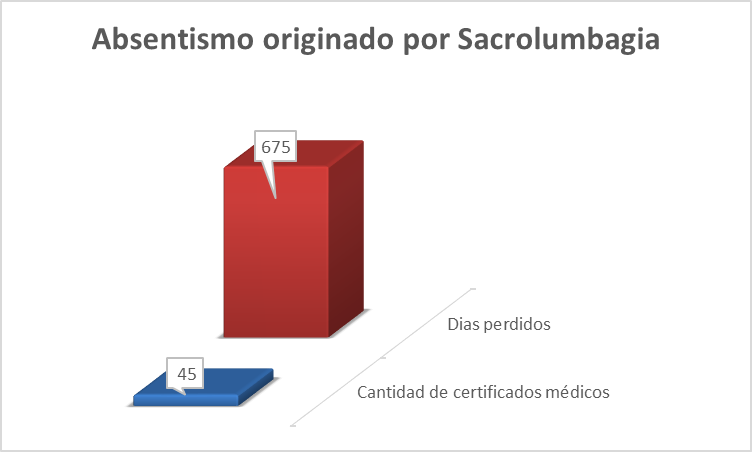 Absentismo originado por Sacrolumbagia
675
Dias perdidos
45
Cantidad de certificados médicos